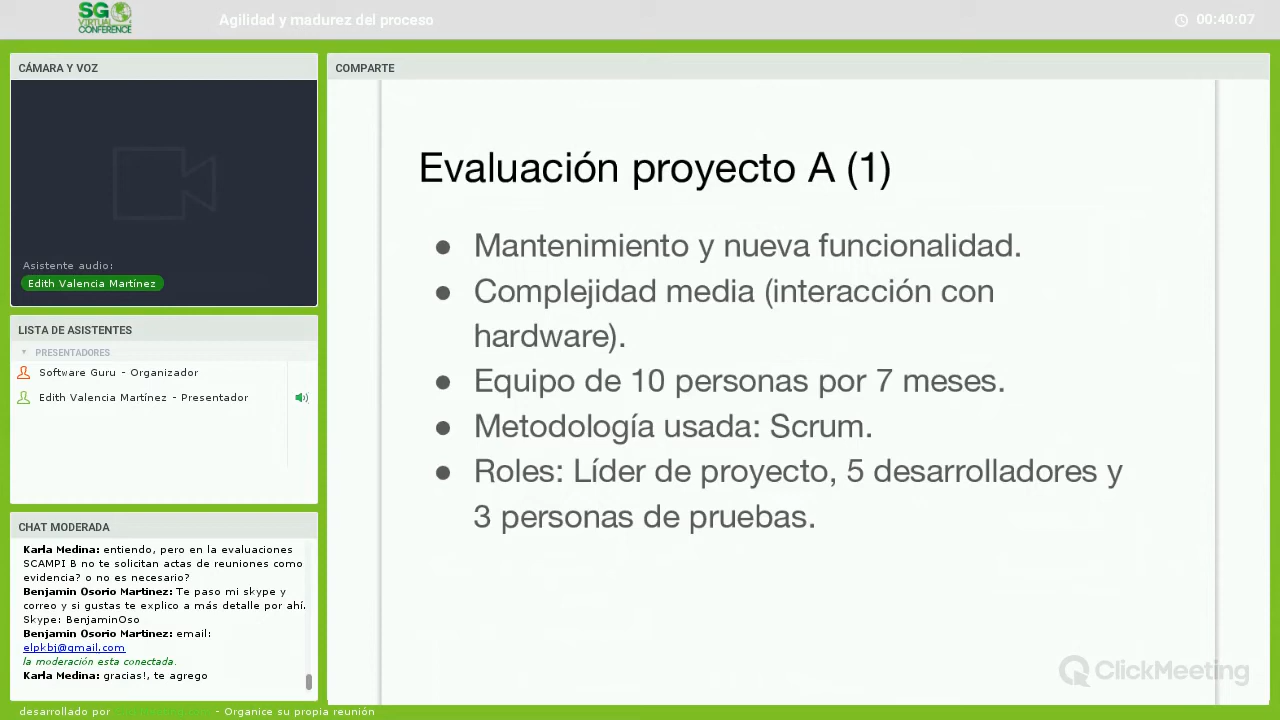 SG
VIRTUAL
CONFERENCE
Agilidad y madurez del proceso
00:40:07
CÁMARA Y VOZ
Asistente audio:
Edith Valencia Martínez
LISTA DE ASISTENTES
PRESENTADORES
Software Guru - Organizador
Edith Valencia Martínez - Presentador
CHAT MODERADA
Karla Medina: entiendo, pero en la evaluaciones
SCAMPI B no te solicitan actas de reuniones como
evidencia? o no es necesario?
Benjamin Osorio Martinez: Te paso mi skype y
correo y si gustas te explico a más detalle por ahí.
Skype: BenjaminOso
Benjamin Osorio Martinez: email:
elpkbj@gmail.com
la moderación esta conectada.
Karla Medina: gracias!, te agrego
COMPARTE
Evaluación proyecto A (1)
● Mantenimiento y nueva funcionalidad.
● Complejidad media (interacción con
hardware).
● Equipo de 10 personas por 7 meses.
● Metodología usada: Scrum.
● Roles: Líder de proyecto, 5 desarrolladores y
3 personas de pruebas.
ClickMeeting
desarrollado por - Organice su propia reunión